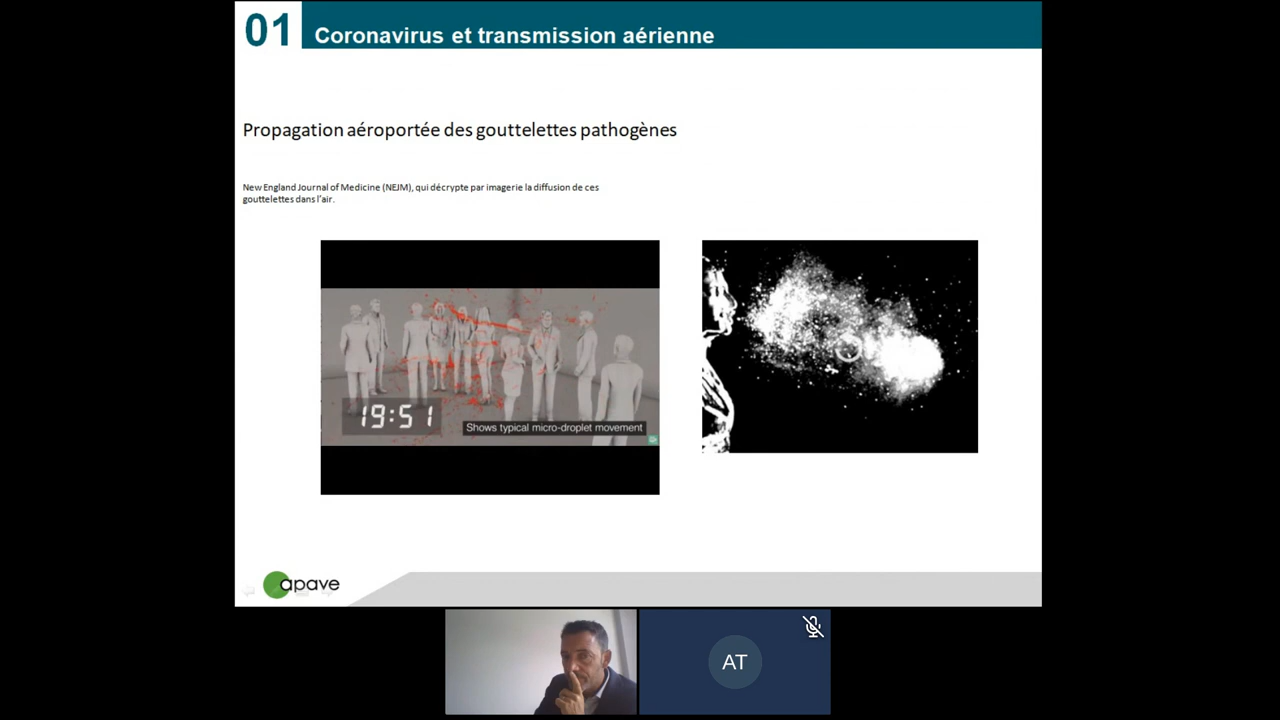 01 Coronavirus et transmission aérienne
Propagation aéroportée des gouttelettes pathogènes
New England Journal of Medicine (NEJM), qui décrypte par imagerie la diffusion de ces
gouttelettes dans l'air.
19:51
Shows typical micro-droplet movement
apave
AT